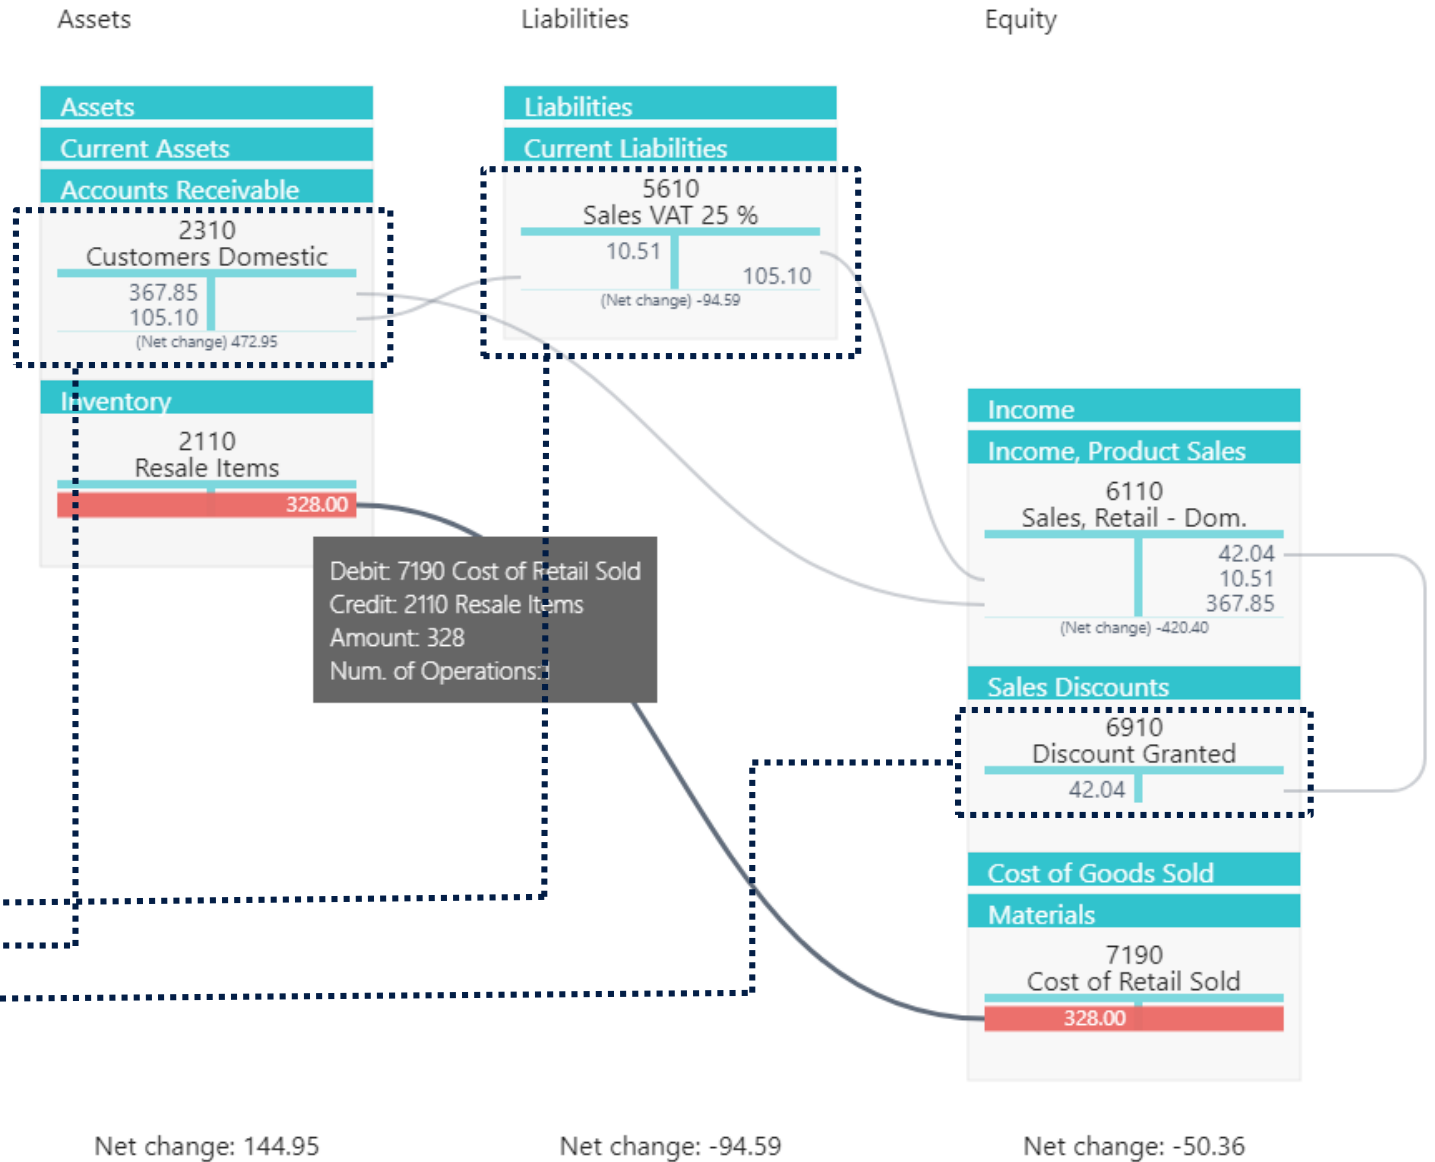 Assets
Liabilities
Equity
Assets
Current Assets
Accounts Receivable
2310
Customers Domestic
367.85
105.10
(Net change) 472.95
Inventory
2110
Resale Items
328.00
Liabilities
Current Liabilities
5610
Sales VAT 25 %
10.51
105.10
(Net change) -94.59
Debit: 7190 Cost of Retail Sold
Credit: 2110 Resale Items
Amount: 328
Num. of Operations:
Income
Income, Product Sales
6110
Sales, Retail - Dom.
42.04
10.51
367.85
(Net change) -420.40
Sales Discounts
6910
Discount Granted
42.04
Cost of Goods Sold
Materials
7190
Cost of Retail Sold
328.00
Net change: 144.95
Net change: -94.59
Net change: -50.36